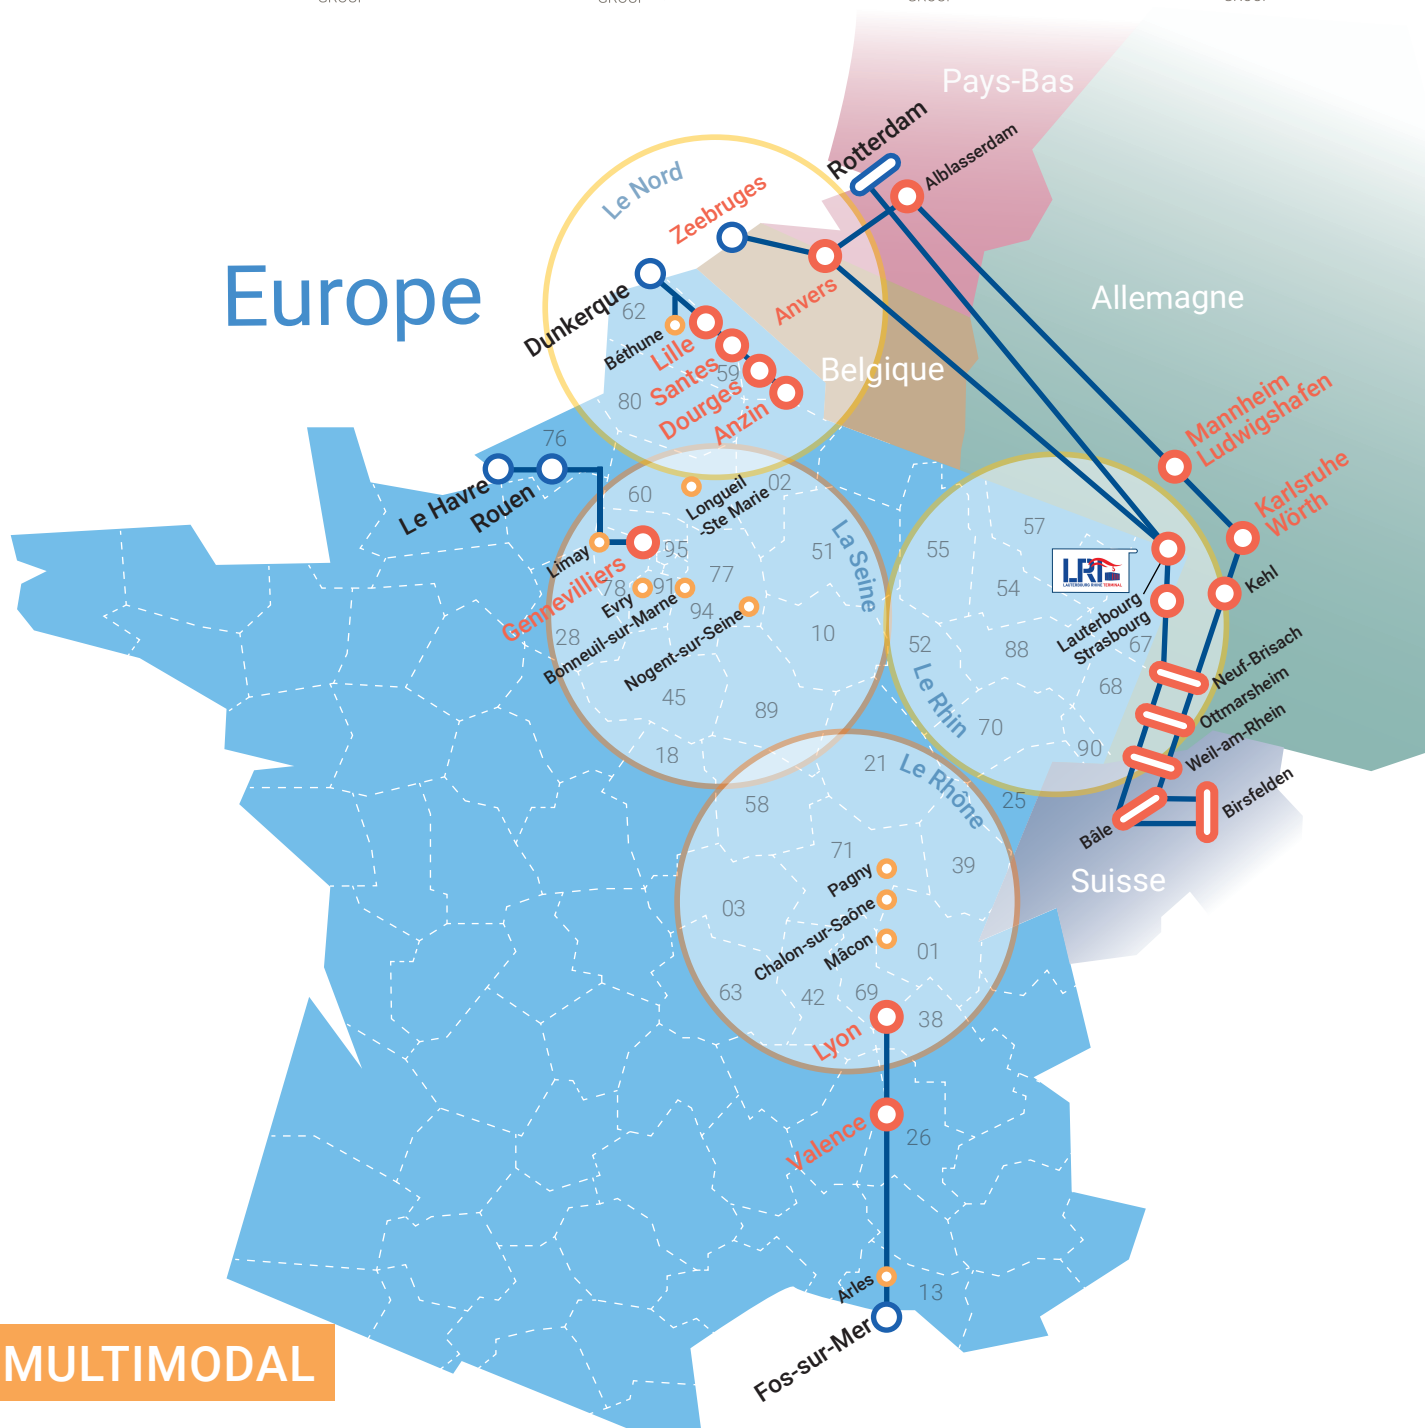 Pays-Bas
Rotterdam
Alblasserdam
Le Nord
Zeebruges
Europe
Anvers
Allemagne
Dunkerque
62
Béthune
Lille
Santes
59
Dourges
Anzin
80
Belgique
Mannheim
Ludwigshafen
76
Le Havre
Rouen
60
Longueil
-Ste Marie
02
La Seine
51
Karlsruhe
Wörth
57
55
54
LRT
LAUTERBOURG RHINE TERMINAL
Kehl
Limay
95
Gennevilliers
78
91
77
Evry
94
Bonneuil-sur-Marne
Nogent-sur-Seine
28
10
52
88
Lauterbourg
Strasbourg
67
Neuf-Brisach
Le Rhin
68
Ottmarsheim
45
89
70
Weil-am-Rhein
18
90
21
Le Rhône
25
Birsfelden
58
Bâle
71
39
Suisse
Pagny
03
Chalon-sur-Saône
Mâcon
01
63
42
69
38
Lyon
Valence
26
Arles
13
Fos-sur-Mer
MULTIMODAL